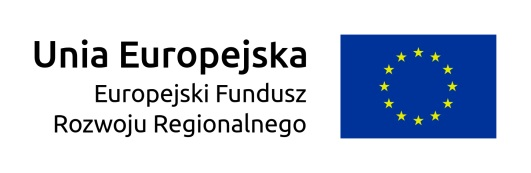 Unia Europejska
Europejski Fundusz
Rozwoju Regionalnego